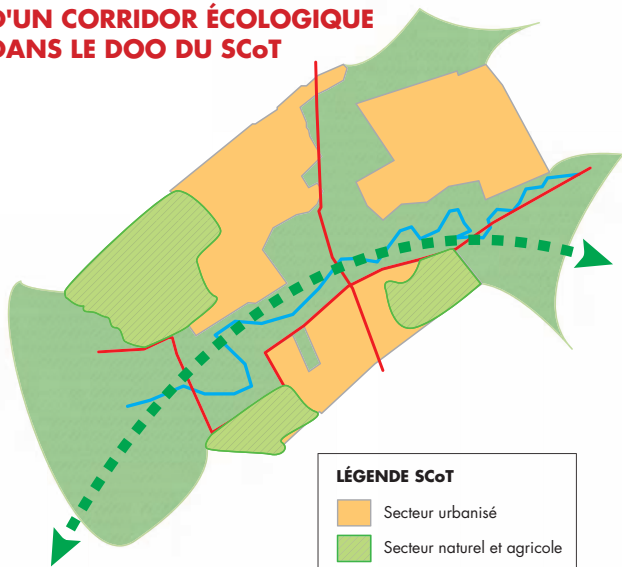 D'UN CORRIDOR ÉCOLOGIQUE
DANS LE DOO DU SCoT
LÉGENDE SCoT
Secteur urbanisé
Secteur naturel et agricole